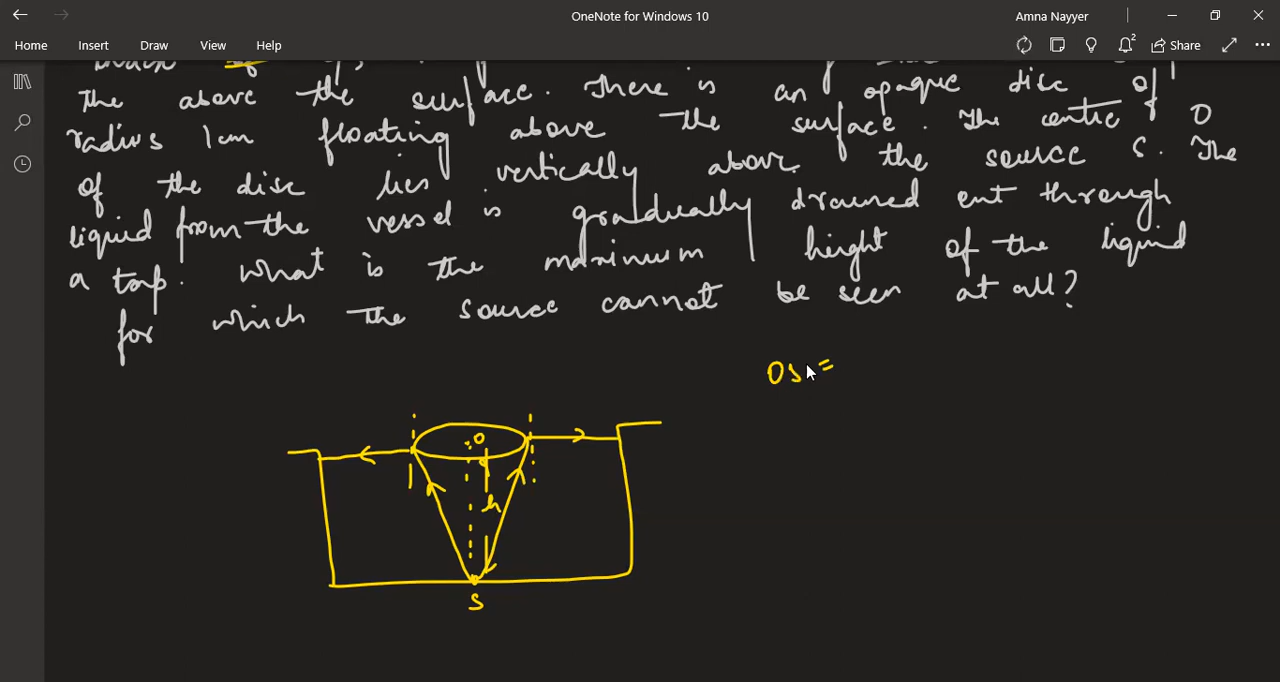 OneNote for Windows 10
Amna Nayyer
Home Insert Draw View Help
2 Share
The above the surface. There is an opaque disc of
radius 1cm floating above the surface. The centre O
of the disc lies vertically above the source S. The
liquid from the vessel is gradually drained out through
a tap. What is the maximum height of the liquid
for which the source cannot be seen at all?
OS =
O
h
S